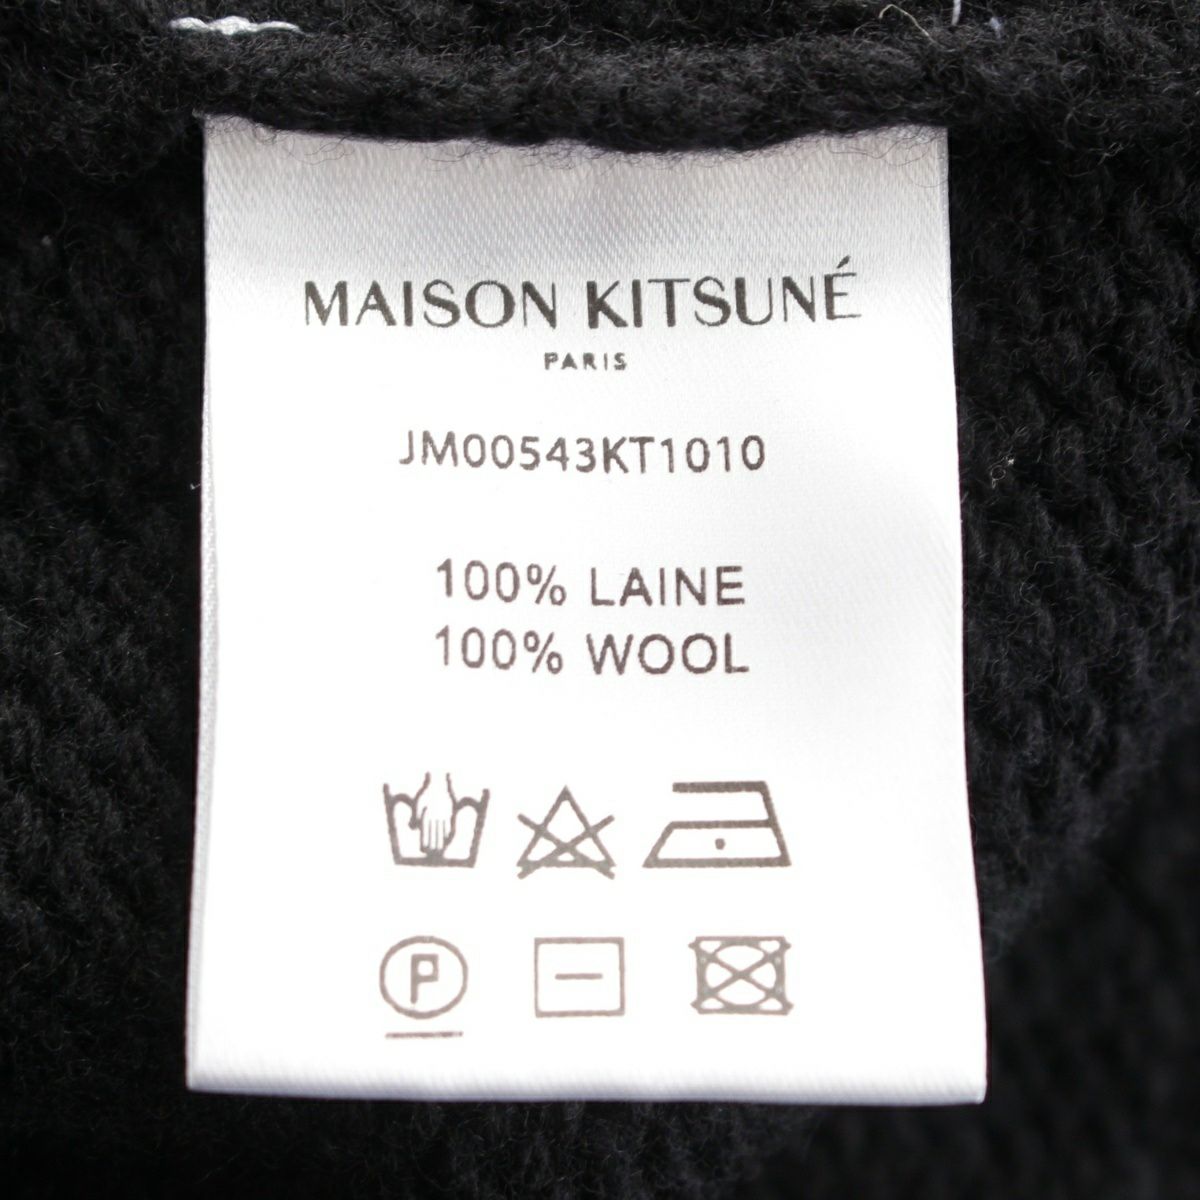 MAISON KITSUNÉ
PARIS
JM00543KT1010
100% LAINE
100% WOOL
P